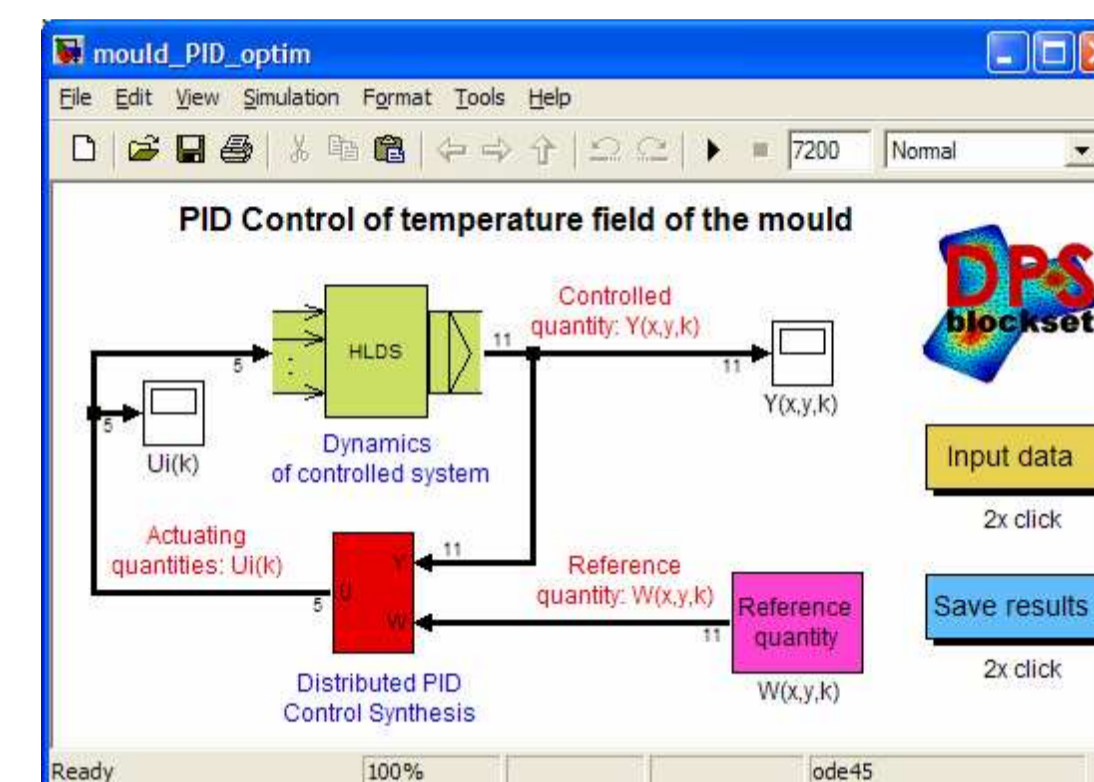 mould_PID_optim
File Edit View Simulation Format Tools Help
7200 Normal
PID Control of temperature field of the mould
DPS
blockset
Controlled
quantity: Y(x,y,k)
HLDS
11
5
11
Y(x,y,k)
5
Ui(k)
Dynamics
of controlled system
Input data
2x click
Actuating
quantities: Ui(k)
Y
11
U
5
W
Reference
quantity: W(x,y,k)
11
Reference
quantity
W(x,y,k)
Save results
2x click
Distributed PID
Control Synthesis
Ready 100% ode45